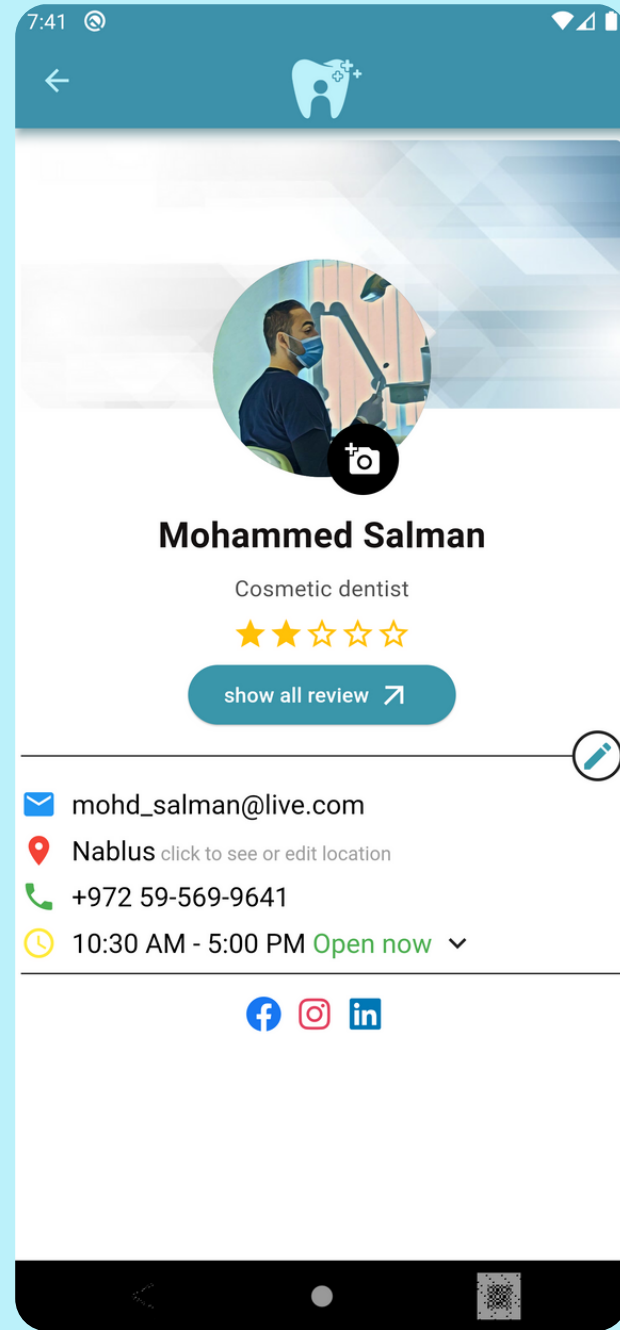 7:41
Mohammed Salman
Cosmetic dentist
show all review
mohd_salman@live.com
Nablus click to see or edit location
+972 59-569-9641
10:30 AM - 5:00 PM Open now